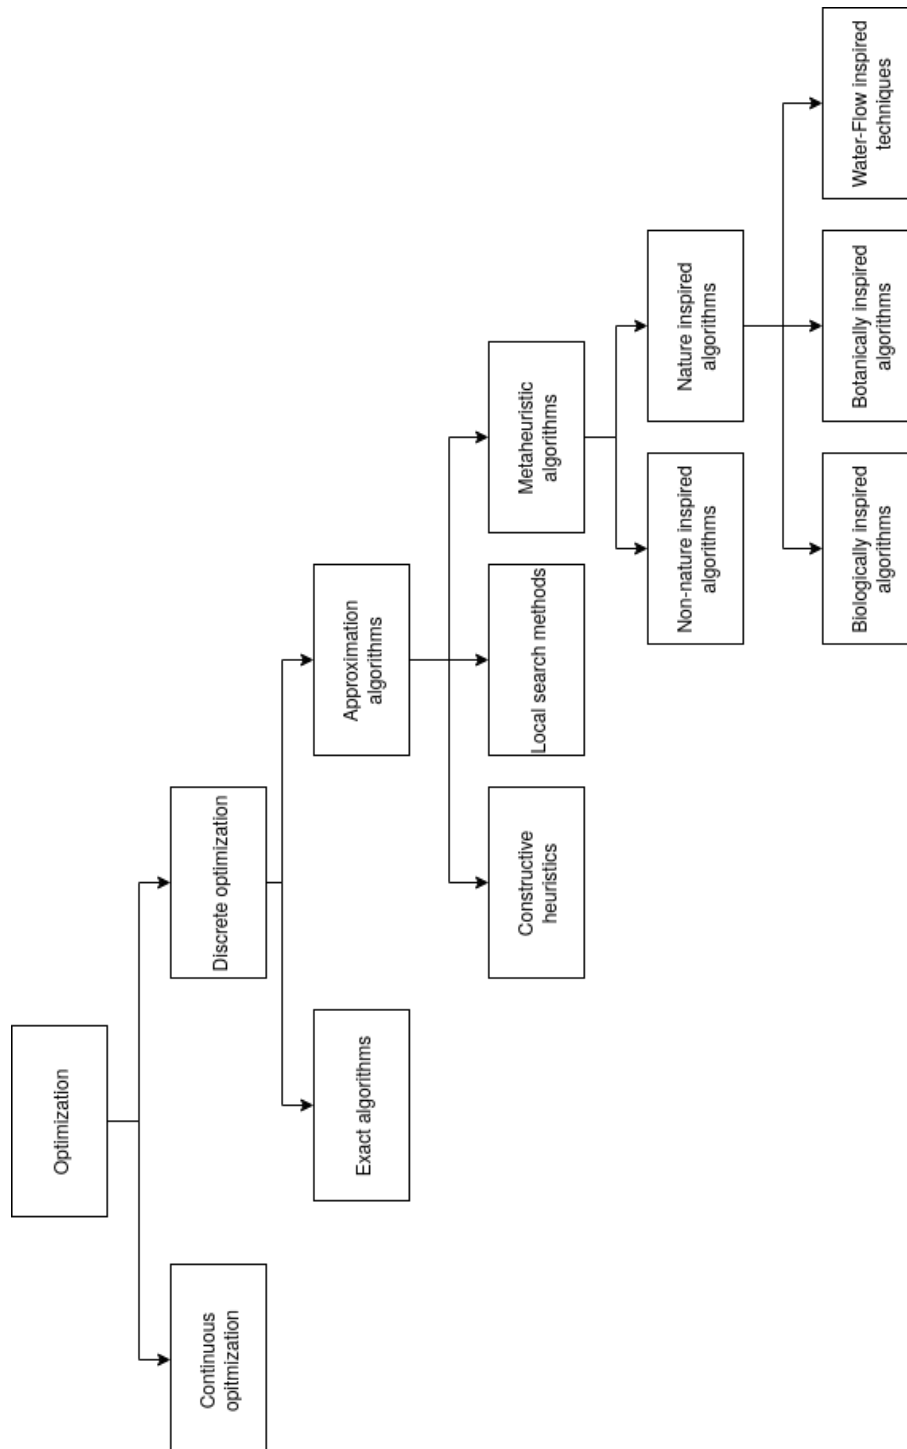 Optimization
Continuous
opitmization
Discrete optimization
Exact algorithms
Approximation
algorithms
Constructive
heuristics
Local search methods
Metaheuristic
algorithms
Non-nature inspired
algorithms
Nature inspired
algorithms
Biologically inspired
algorithms
Botanically inspired
algorithms
Water-Flow inspired
techniques